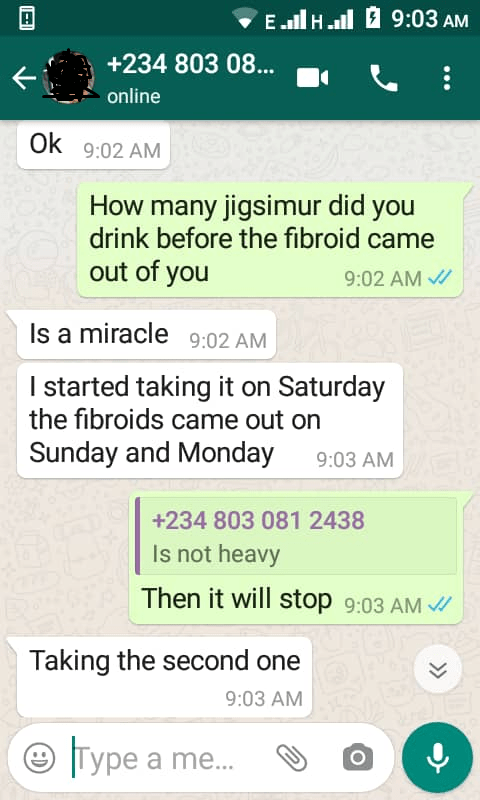 E H 9:03 AM
+234 803 08...
online
Ok 9:02 AM
How many jigsimur did you
drink before the fibroid came
out of you 9:02 AM
Is a miracle 9:02 AM
I started taking it on Saturday
the fibroids came out on
Sunday and Monday 9:03 AM
+234 803 081 2438
Is not heavy
Then it will stop 9:03 AM
Taking the second one
9:03 AM
Type a me...